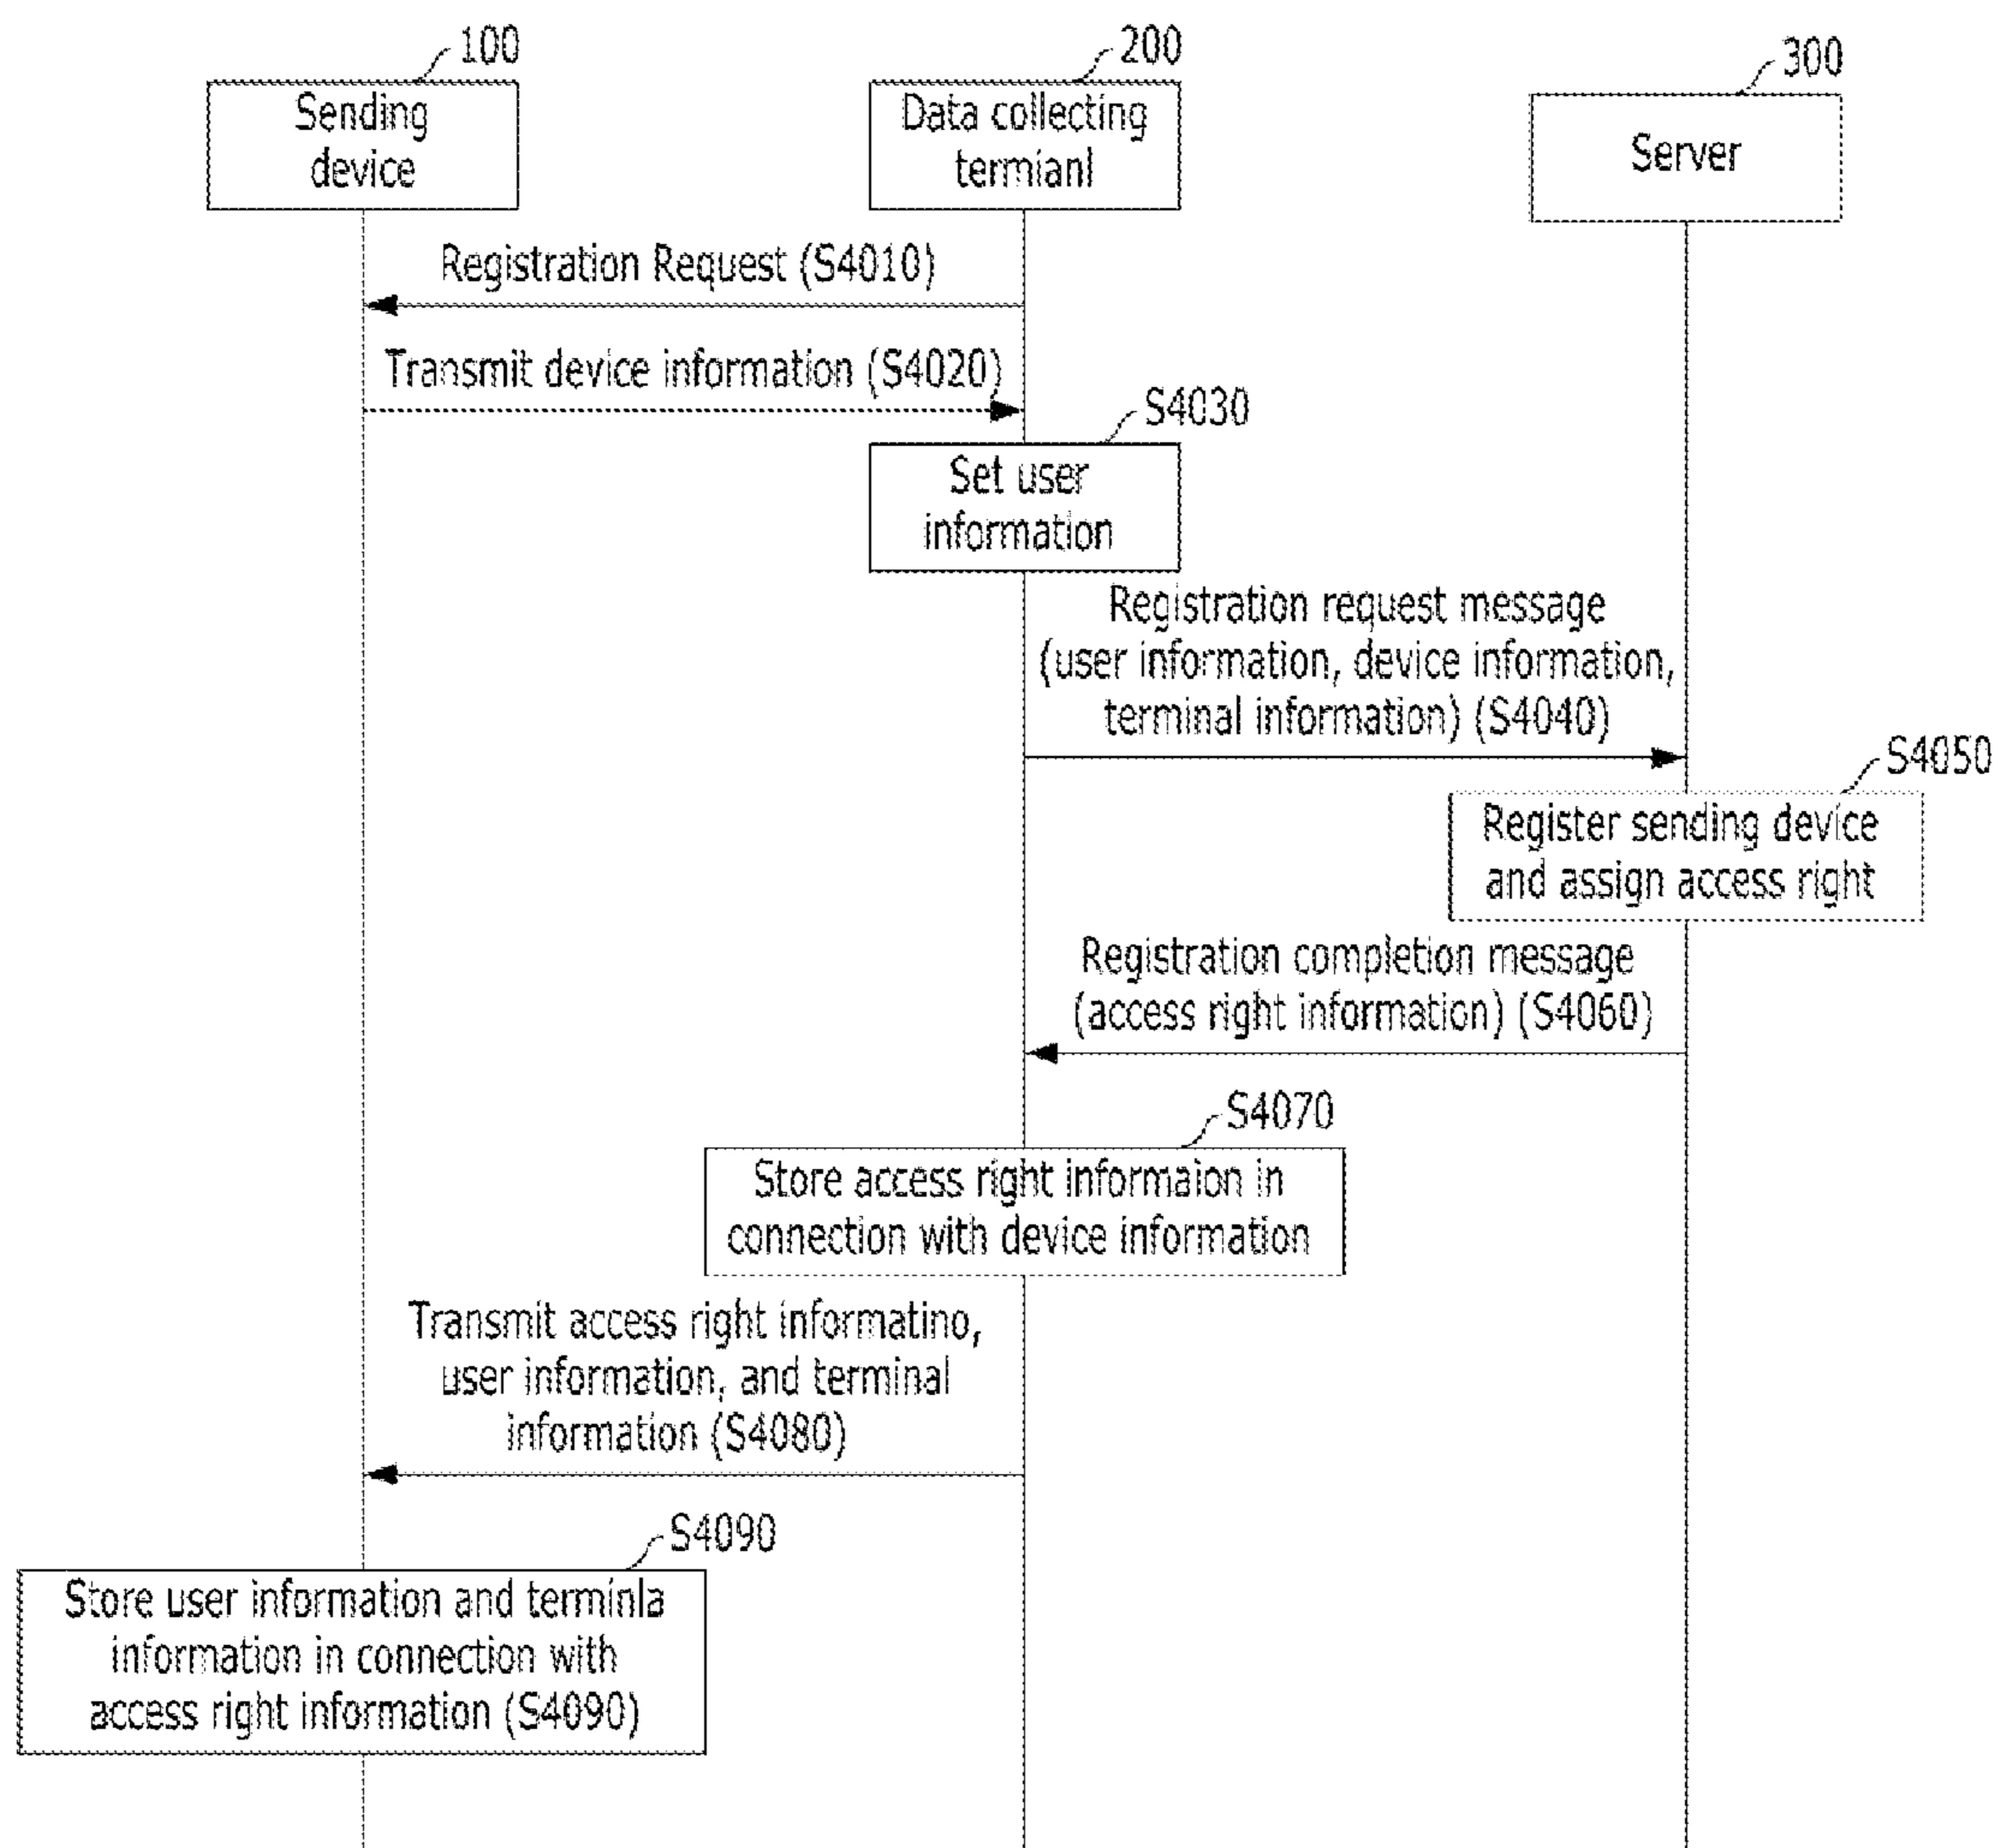 100
Sending
device
200
Data collecting
termianl
300
Server
Registration Request (S4010)
Transmit device information (S4020)
S4030
Set user
information
Registration request message
(user information, device information,
terminal information) (S4040)
S4050
Register sending device
and assign access right
Registration completion message
(access right information) (S4060)
S4070
Store access right informaion in
connection with device information
Transmit access right informatino,
user information, and terminal
information (S4080)
S4090
Store user information and terminla
information in connection with
access right information (S4090)